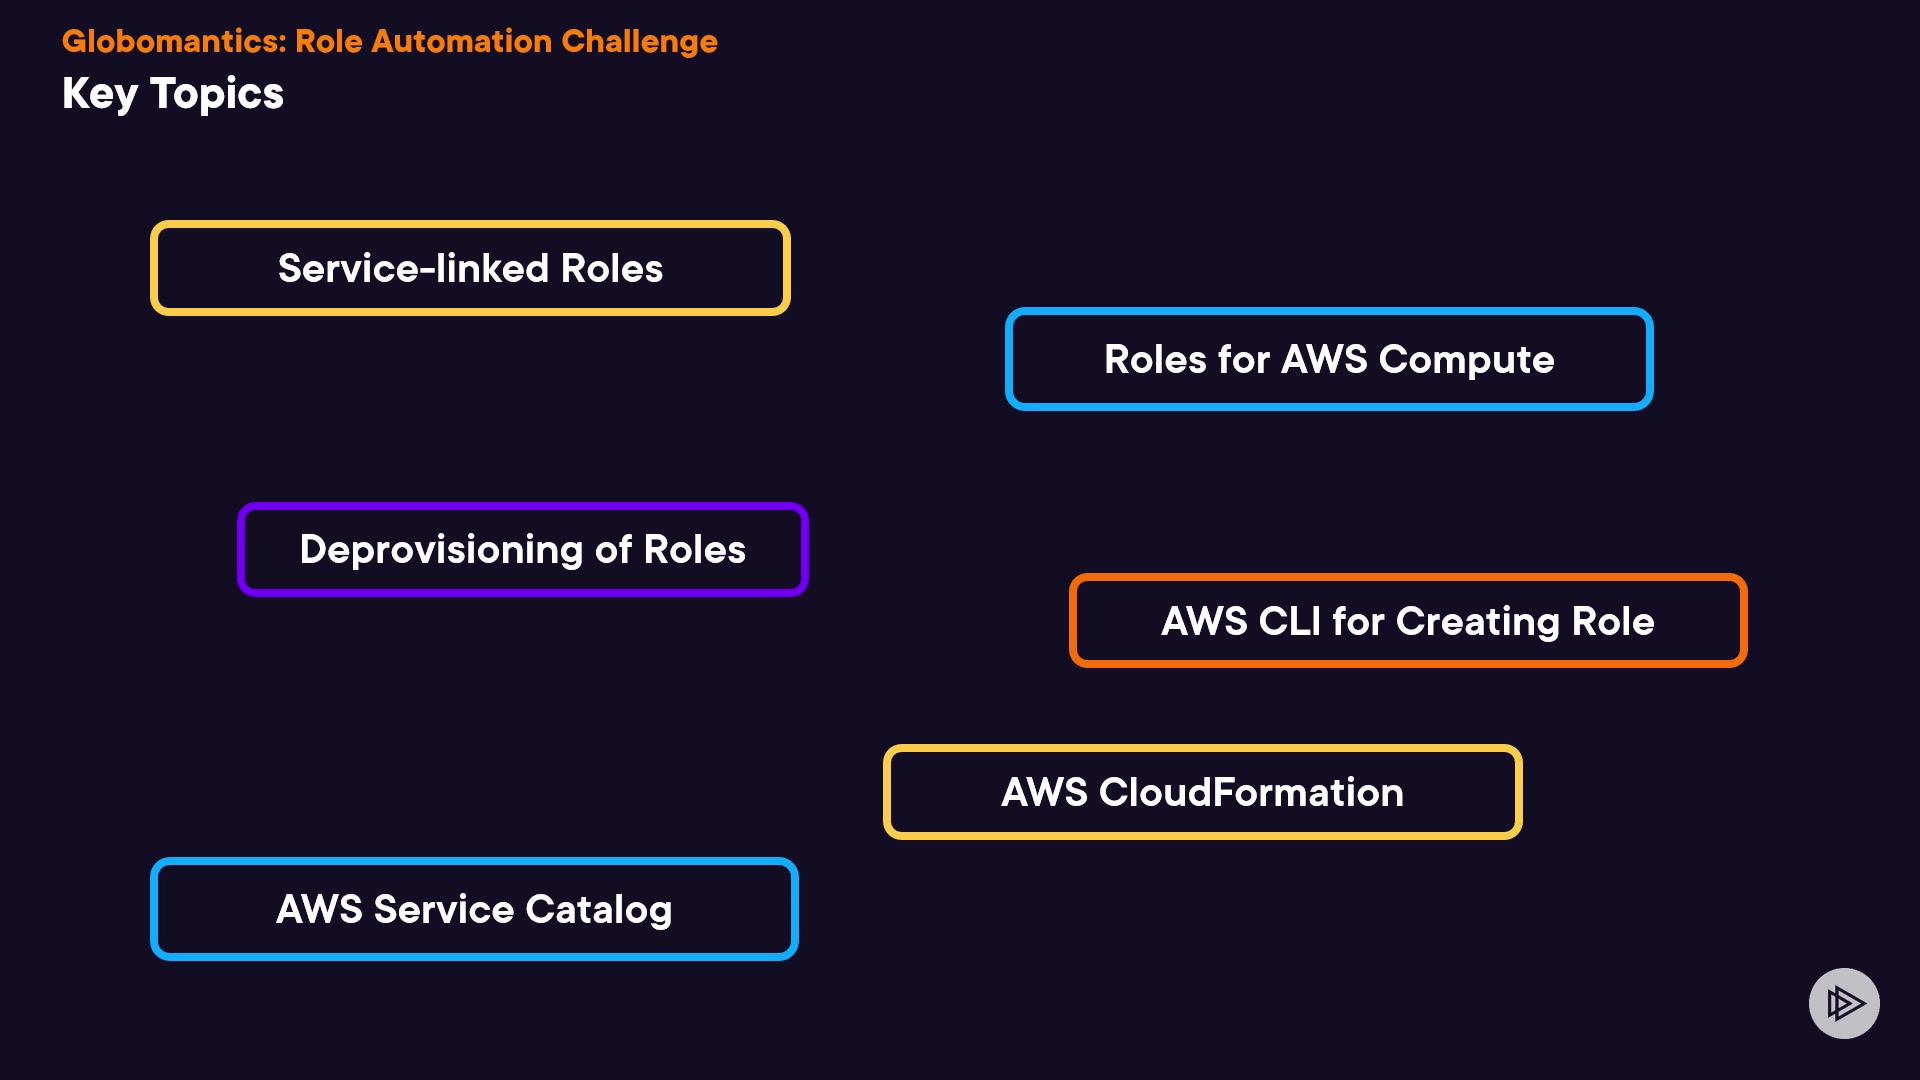 Globomantics: Role Automation Challenge
Key Topics
Service-linked Roles
Roles for AWS Compute
Deprovisioning of Roles
AWS CLI for Creating Role
AWS CloudFormation
AWS Service Catalog